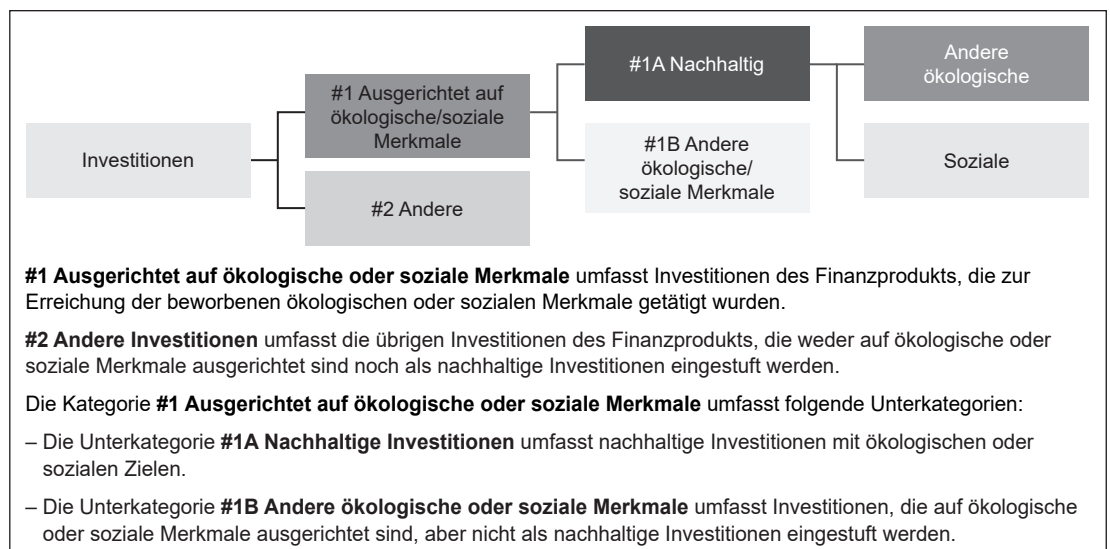 Investitionen
#1 Ausgerichtet auf
ökologische/soziale
Merkmale
#2 Andere
#1A Nachhaltig
#1B Andere
ökologische/
soziale Merkmale
Andere
ökologische
Soziale
#1 Ausgerichtet auf ökologische oder soziale Merkmale umfasst Investitionen des Finanzprodukts, die zur
Erreichung der beworbenen ökologischen oder sozialen Merkmale getätigt wurden.
#2 Andere Investitionen umfasst die übrigen Investitionen des Finanzprodukts, die weder auf ökologische oder
soziale Merkmale ausgerichtet sind noch als nachhaltige Investitionen eingestuft werden.
Die Kategorie #1 Ausgerichtet auf ökologische oder soziale Merkmale umfasst folgende Unterkategorien:
– Die Unterkategorie #1A Nachhaltige Investitionen umfasst nachhaltige Investitionen mit ökologischen oder
sozialen Zielen.
– Die Unterkategorie #1B Andere ökologische oder soziale Merkmale umfasst Investitionen, die auf ökologische
oder soziale Merkmale ausgerichtet sind, aber nicht als nachhaltige Investitionen eingestuft werden.